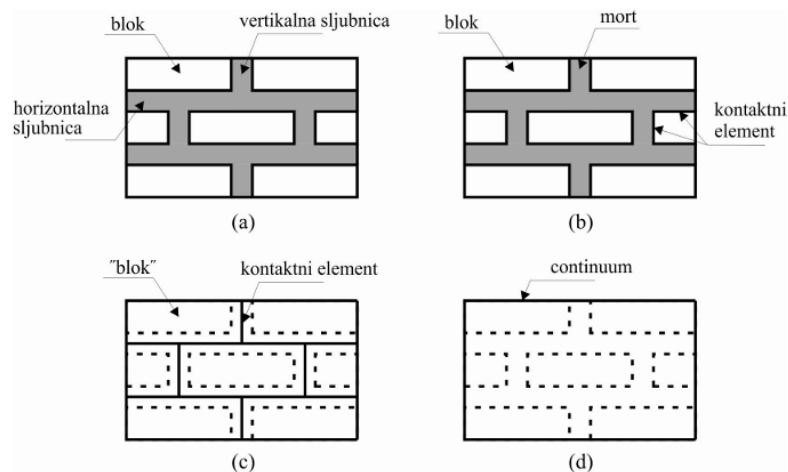 blok
vertikalna sljubnica
horizontalna
sljubnica
(a)
blok
mort
kontaktni
element
(b)
"blok"
kontaktni element
(c)
continuum
(d)